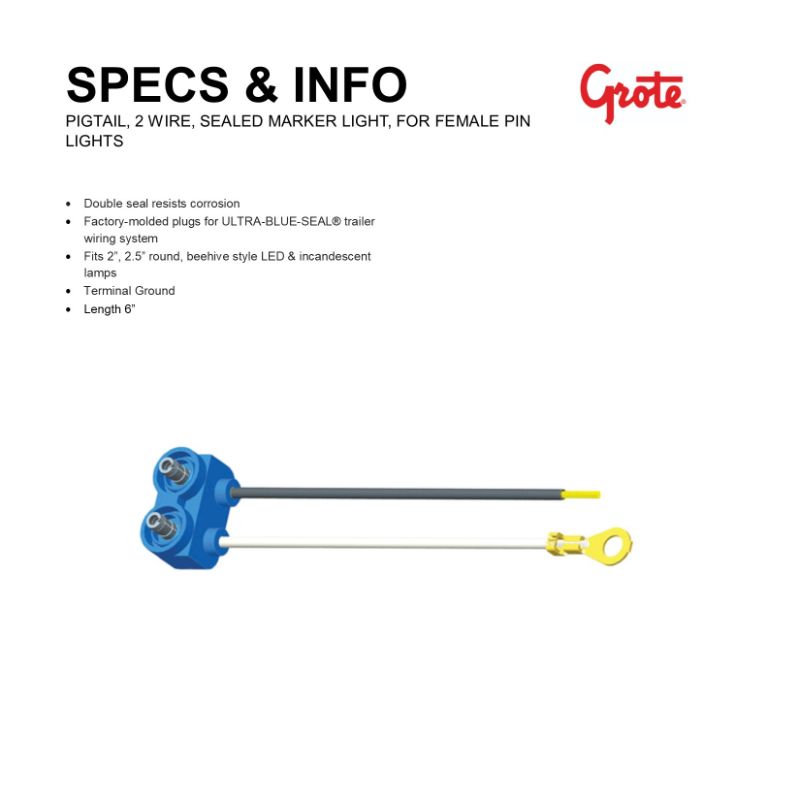 SPECS & INFO
Grote®
PIGTAIL, 2 WIRE, SEALED MARKER LIGHT, FOR FEMALE PIN
LIGHTS
• Double seal resists corrosion
• Factory-molded plugs for ULTRA-BLUE-SEAL® trailer
wiring system
• Fits 2”, 2.5” round, beehive style LED & incandescent
lamps
• Terminal Ground
• Length 6”